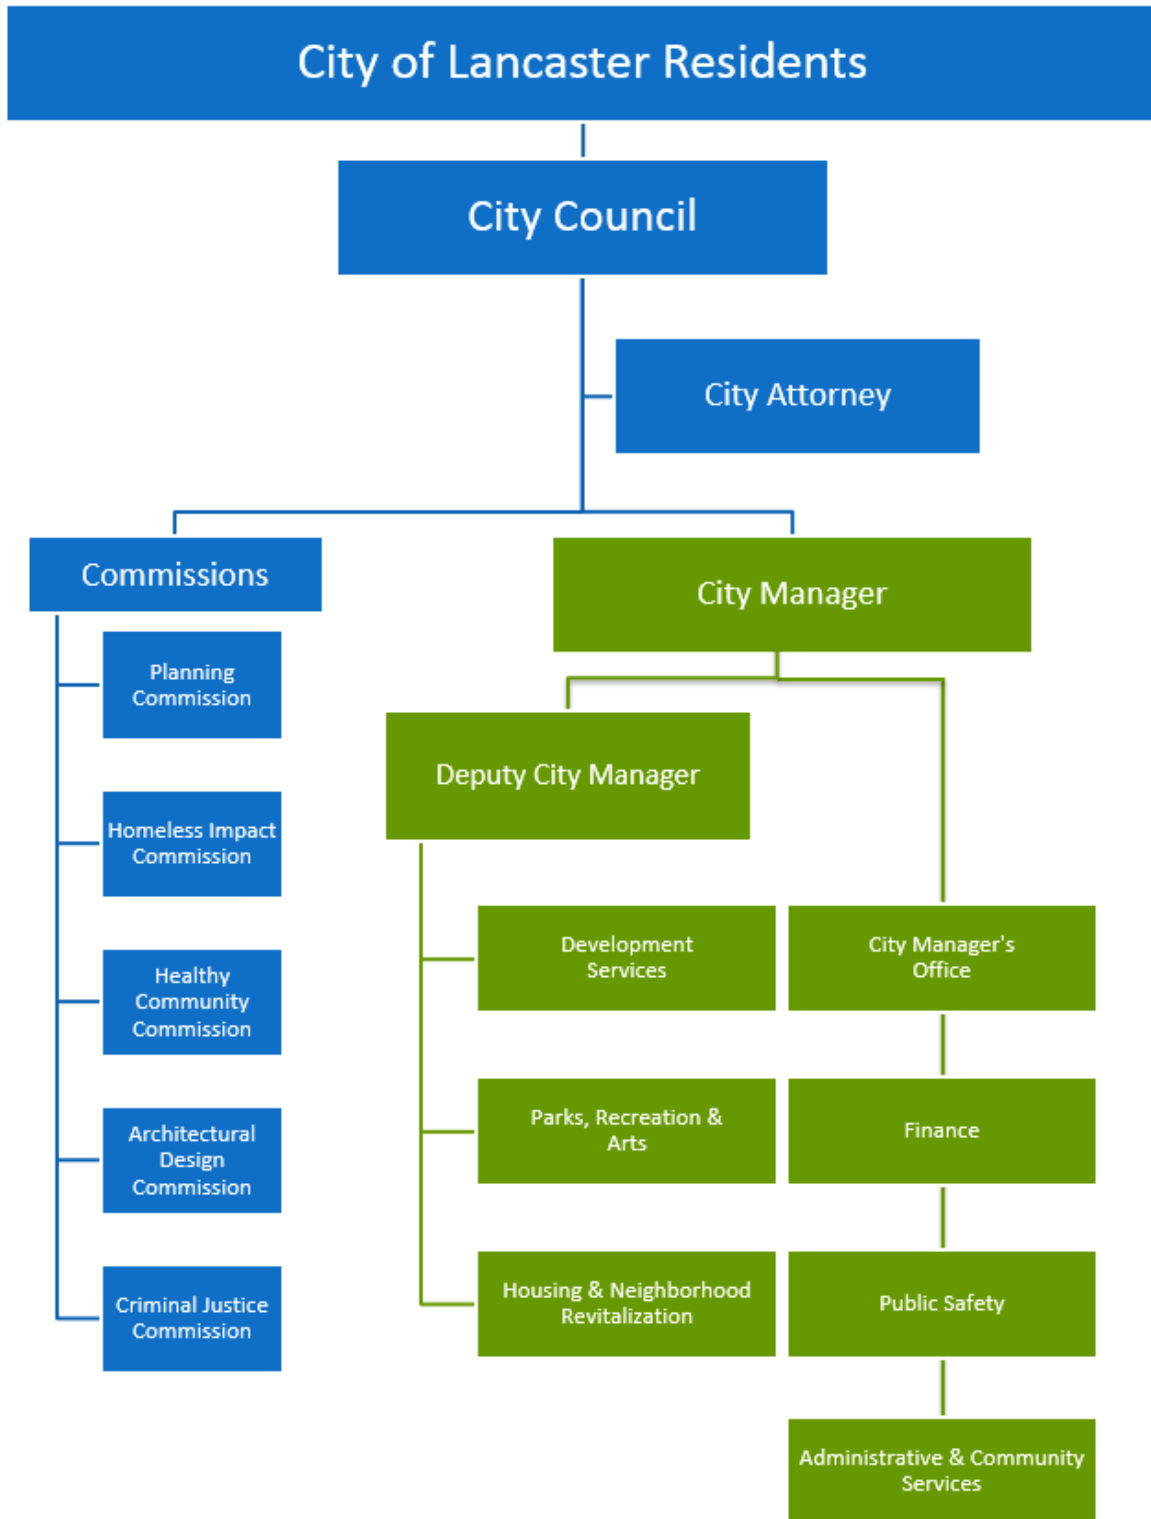 City of Lancaster Residents
City Council
City Attorney
Commissions
Planning
Commission
Homeless Impact
Commission
Healthy
Community
Commission
Architectural
Design
Commission
Criminal Justice
Commission
City Manager
Deputy City Manager
Development
Services
Parks, Recreation &
Arts
Housing & Neighborhood
Revitalization
City Manager's
Office
Finance
Public Safety
Administrative & Community
Services